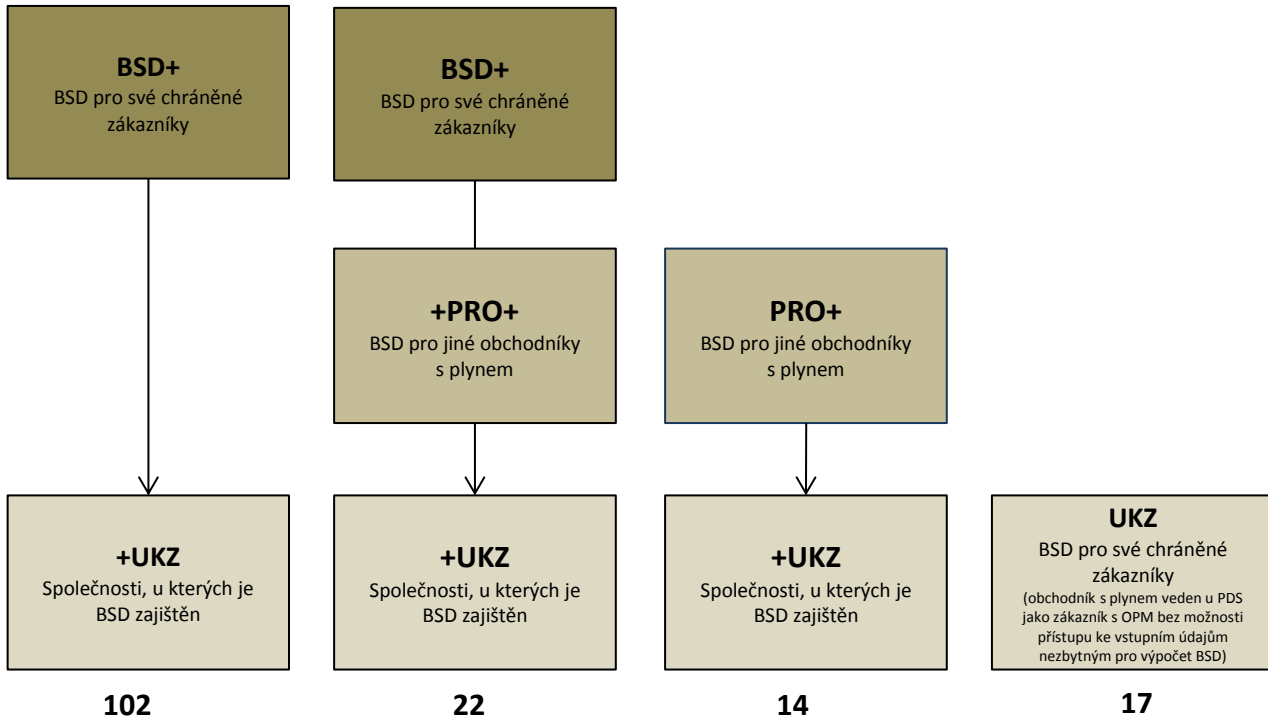 BSD+
BSD pro své chráněné
zákazníky
BSD+
BSD pro své chráněné
zákazníky
+PRO+
BSD pro jiné obchodníky
s plynem
PRO+
BSD pro jiné obchodníky
s plynem
+UKZ
Společnosti, u kterých je
BSD zajištěn
+UKZ
Společnosti, u kterých je
BSD zajištěn
+UKZ
Společnosti, u kterých je
BSD zajištěn
UKZ
BSD pro své chráněné
zákazníky
(obchodník s plynem veden u PDS
jako zákazník s OPM bez možnosti
přístupu ke vstupním údajům
nezbytným pro výpočet BSD)
102
22
14
17